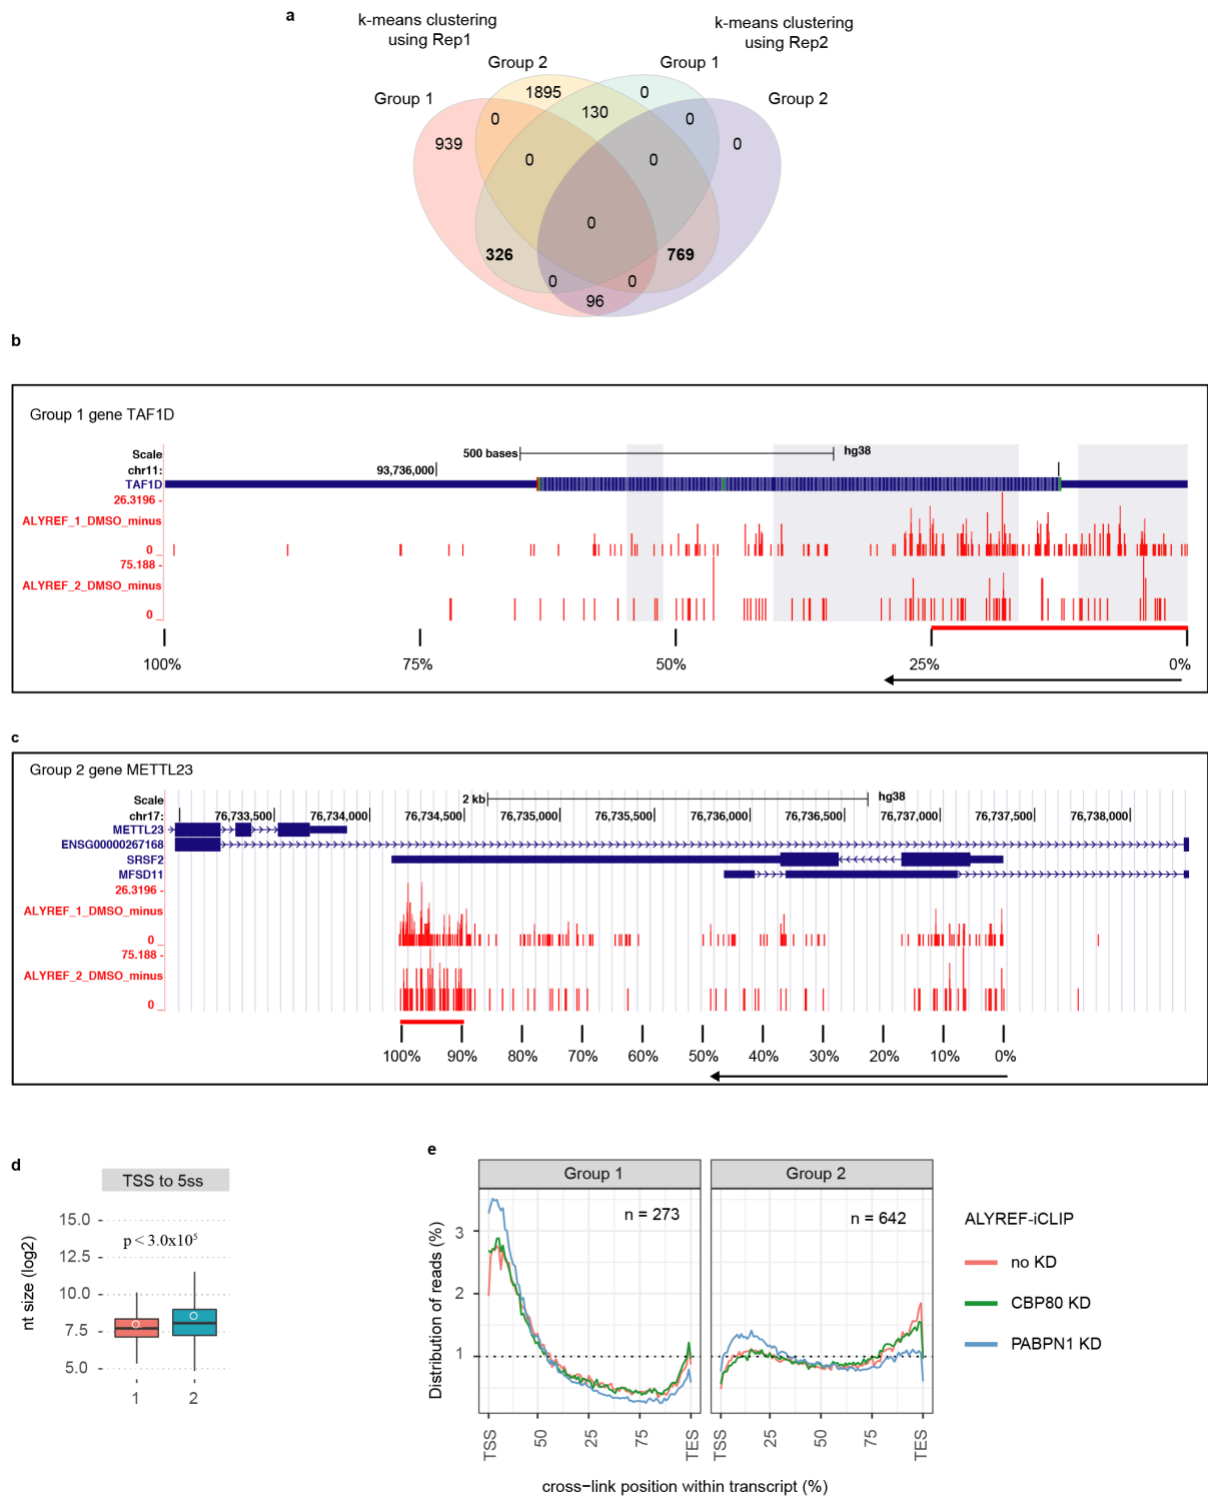 a
k-means clustering
using Rep1
k-means clustering
using Rep2
Group 2
Group 1
Group 1
Group 2
1895
0
0
130
0
939
0
0
0
0
326
769
0
0
96
b
Group 1 gene TAF1D
Scale
500 bases
hg38
chr11:
93,736,000
TAF1D
26.3196 -
ALYREF_1_DMSO_minus
0 _
75.188 -
ALYREF_2_DMSO_minus
0 _
100%
75%
50%
25%
0%
c
Group 2 gene METTL23
Scale
2 kb
hg38
chr17:
76,733,500
76,734,000
76,734,500
76,735,000
76,735,500
76,736,000
76,736,500
76,737,000
76,737,500
76,738,000
METTL23
ENSG00000267168
SRSF2
MFSD11
26.3196 -
ALYREF_1_DMSO_minus
0 _
75.188 -
ALYREF_2_DMSO_minus
0 _
100% 90% 80% 70% 60% 50% 40% 30% 20% 10% 0%
d
TSS to 5ss
nt size (log2)
15.0
12.5
10.0
7.5
5.0
p < 3.0x10⁵
1 2
e
Group 1
Group 2
n = 273
n = 642
Distribution of reads (%)
3
2
1
TSS 50 25 75 TES
TSS 25 50 75 TES
cross−link position within transcript (%)
ALYREF-iCLIP
no KD
CBP80 KD
PABPN1 KD